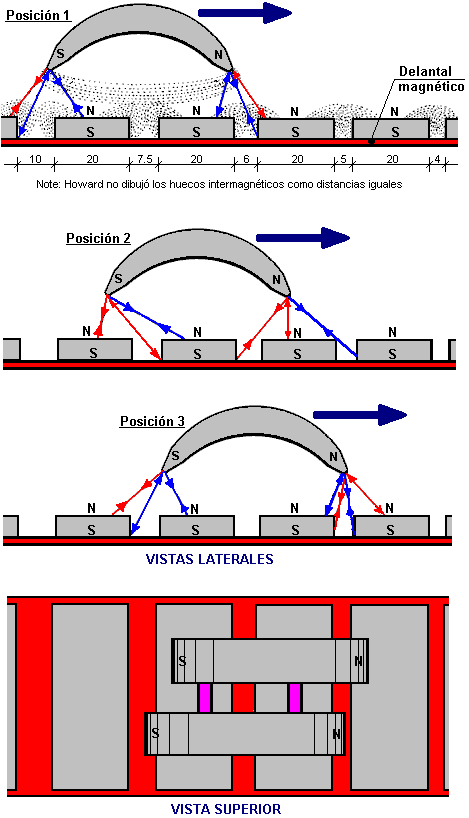 Posición 1
S
N
Delantal
magnético
N
N
N
S
S
S
S
10
20
7.5
20
6
20
5
20
4
Note: Howard no dibujó los huecos intermagnéticos como distancias iguales
Posición 2
S
N
N
N
N
S
S
S
S
Posición 3
S
N
N
N
N
N
S
S
S
S
VISTAS LATERALES
S
N
S
N
VISTA SUPERIOR